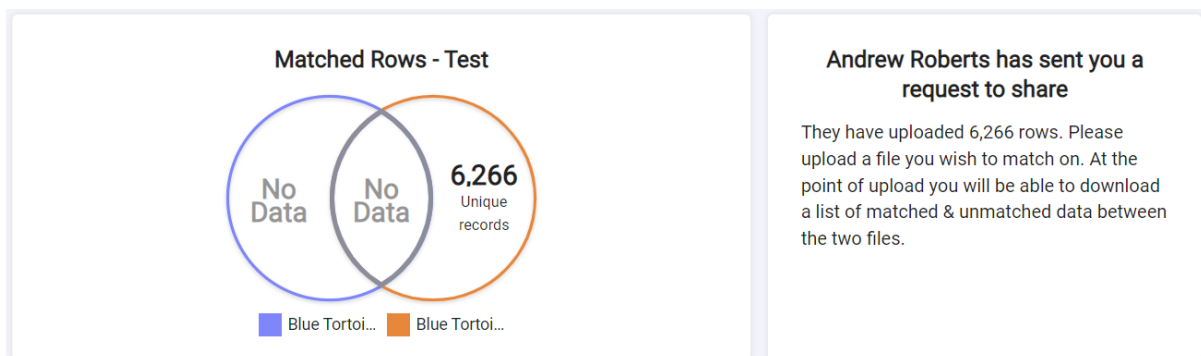 Matched Rows - Test
No
Data
No
Data
6,266
Unique
records
Blue Tortoi...
Blue Tortoi...
Andrew Roberts has sent you a
request to share
They have uploaded 6,266 rows. Please
upload a file you wish to match on. At the
point of upload you will be able to download
a list of matched & unmatched data between
the two files.